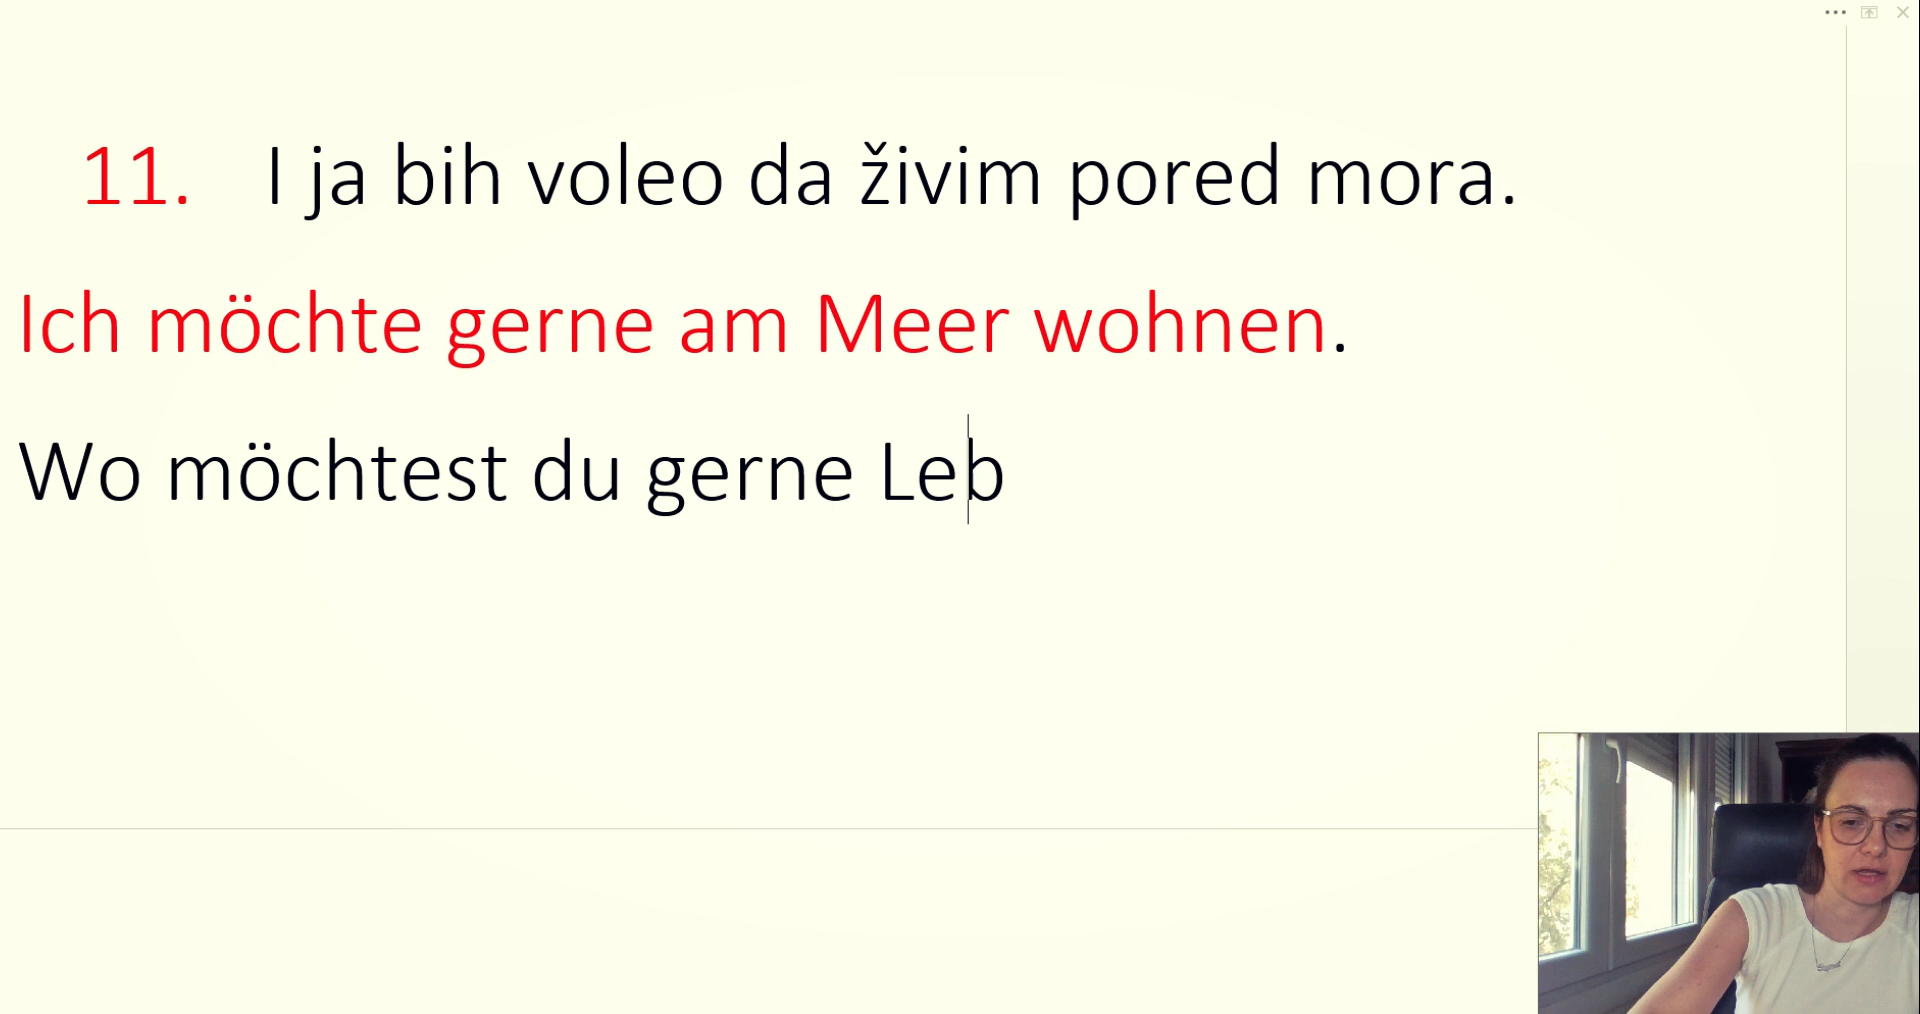 11. I ja bih voleo da živim pored mora.
Ich möchte gerne am Meer wohnen.
Wo möchtest du gerne Leb